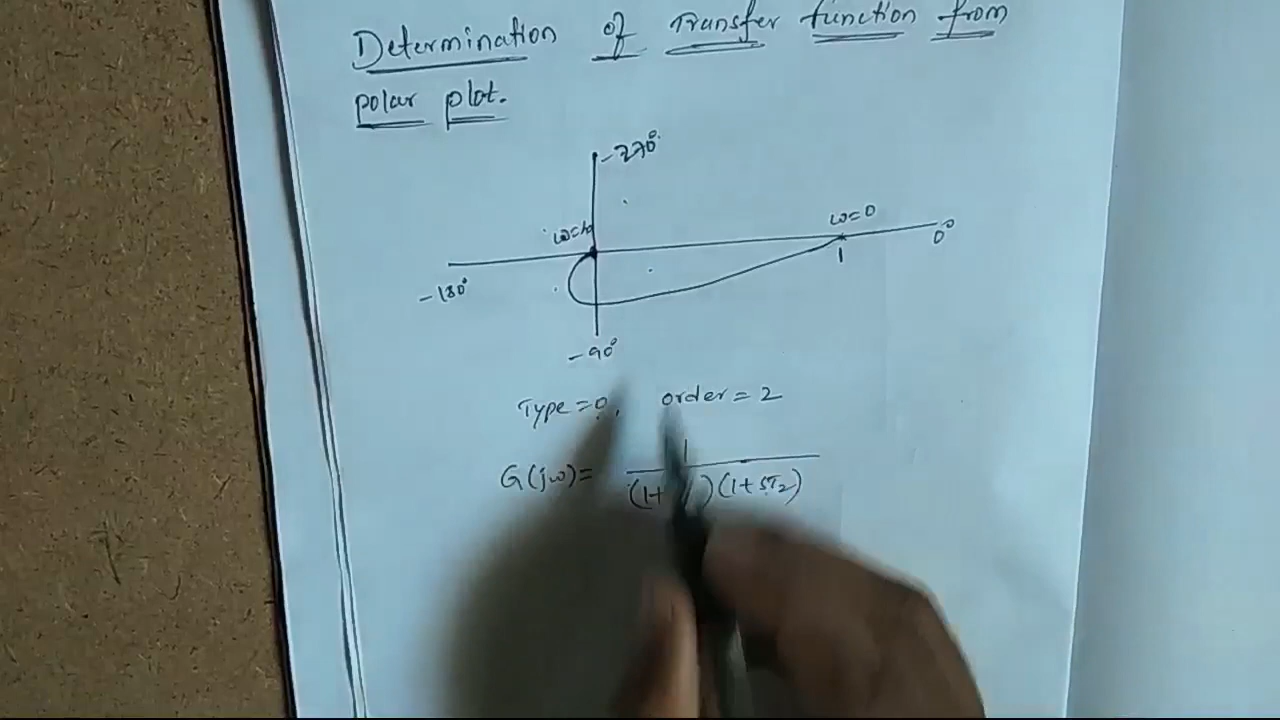 Determination of Transfer function from
polar plot.
-270°
ω=0
0°
1
-180°
-90°
Type = 0, order = 2
G(jω) = 1
(1+ )(1+sT2)